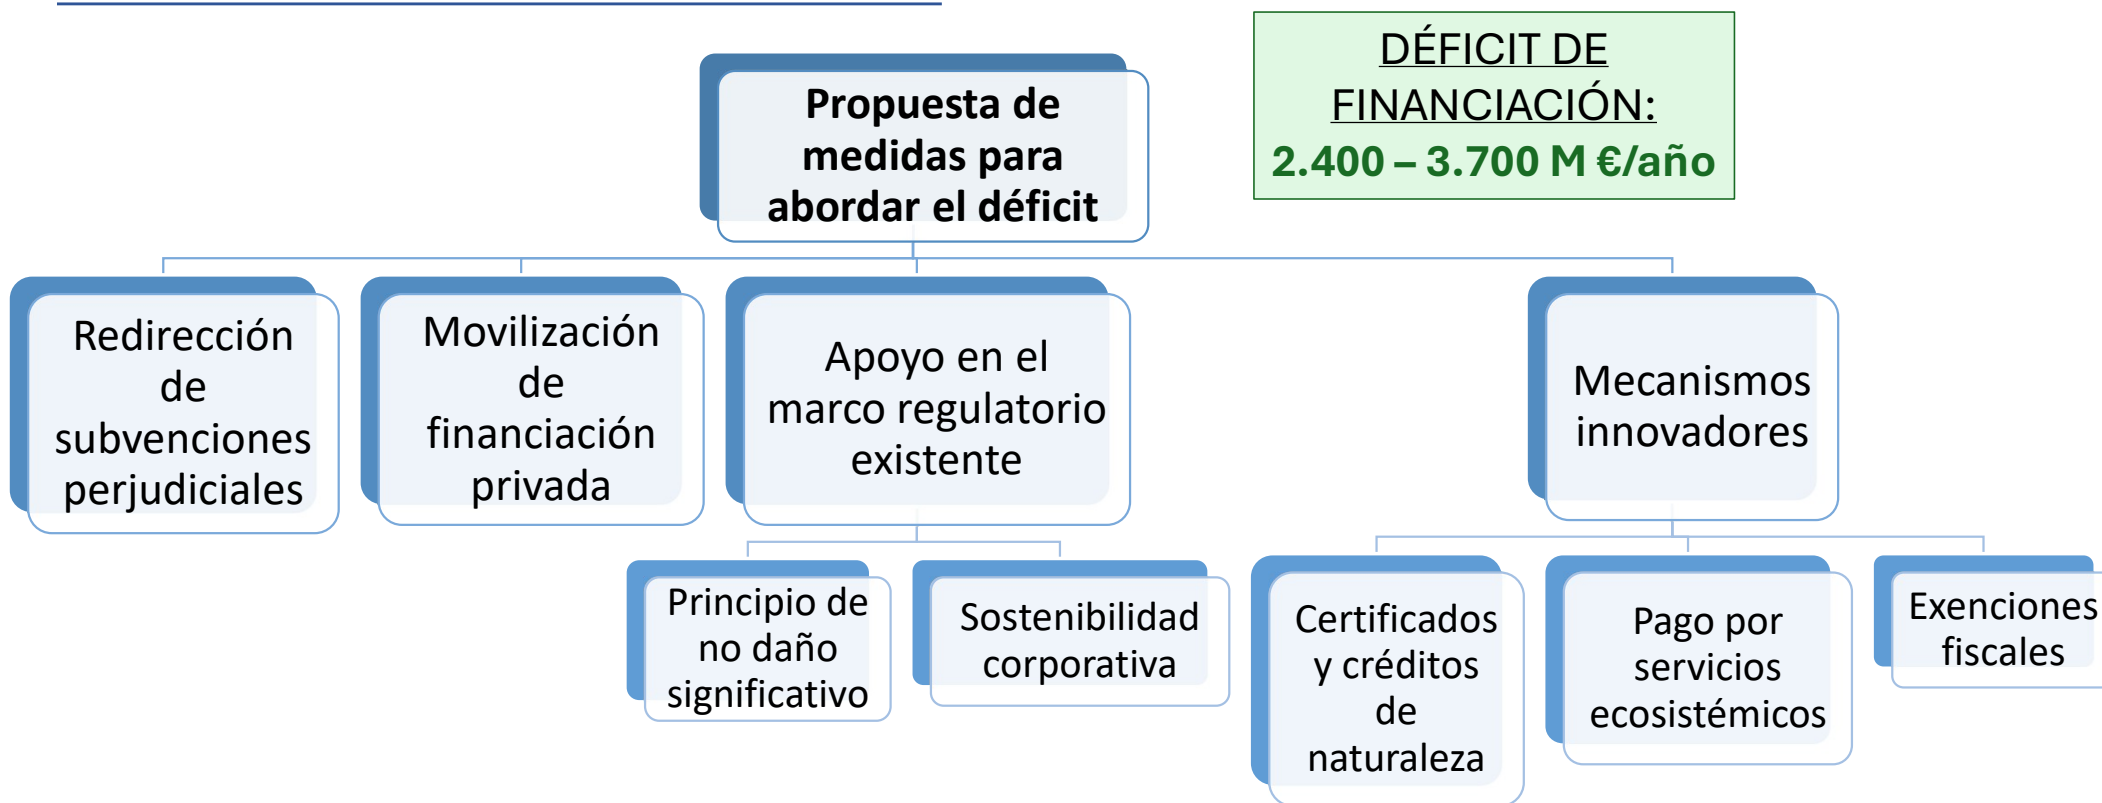 DÉFICIT DE
FINANCIACIÓN:
2.400 – 3.700 M €/año
Propuesta de
medidas para
abordar el déficit
Redirección
de
subvenciones
perjudiciales
Movilización
de
financiación
privada
Apoyo en el
marco regulatorio
existente
Mecanismos
innovadores
Principio de
no daño
significativo
Sostenibilidad
corporativa
Certificados
y créditos
de
naturaleza
Pago por
servicios
ecosistémicos
Exenciones
fiscales